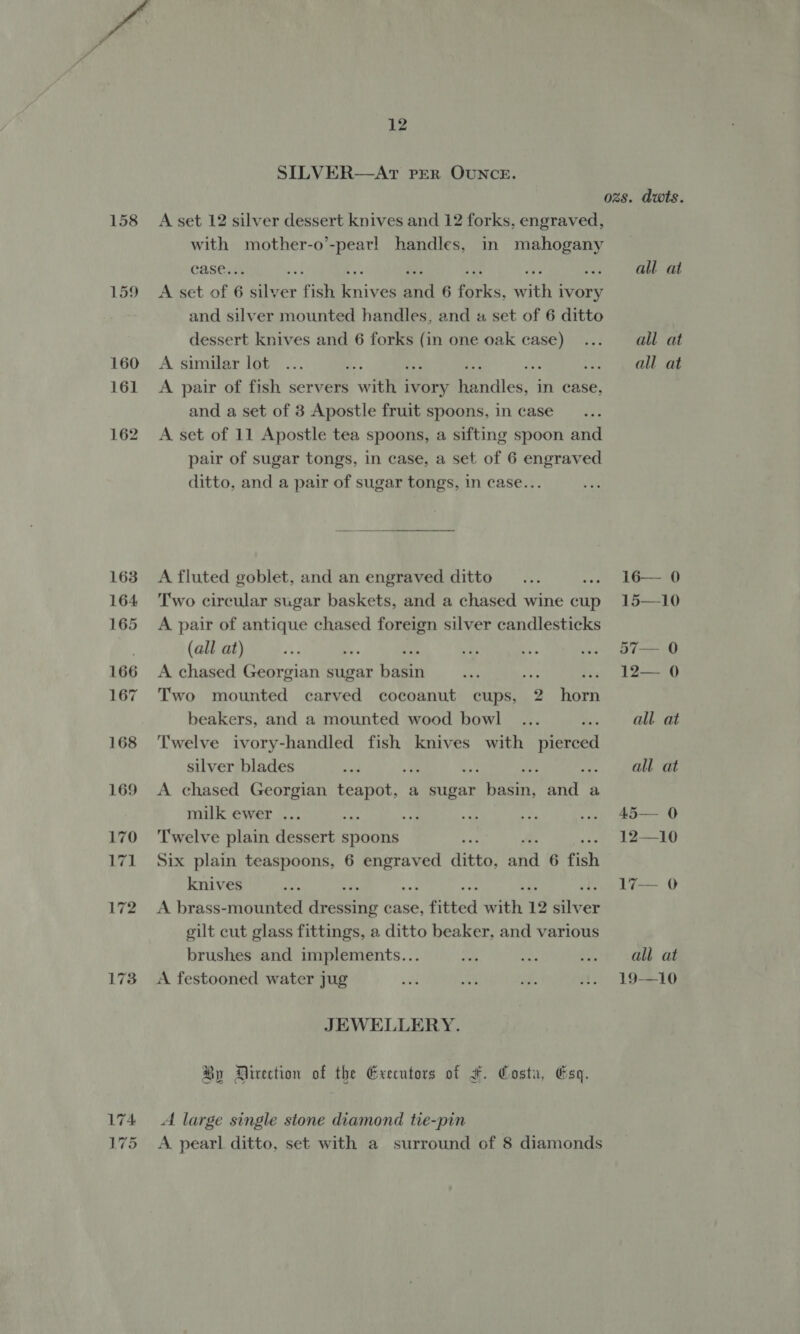 12
SILVER—AT PER OUNCE.
ozs. dwts.
158 A set 12 silver dessert knives and 12 forks, engraved,
with mother-o'-pearl handles, in mahogany
case... ... ... ... ... ... ... all at
159 A set of 6 silver fish knives and 6 forks, with ivory
and silver mounted handles, and a set of 6 ditto
dessert knives and 6 forks (in one oak case) ... all at
160 A similar lot ... ... ... ... ... ... all at
161 A pair of fish servers with ivory handles, in case,
and a set of 3 Apostle fruit spoons, in case ...
162 A set of 11 Apostle tea spoons, a sifting spoon and
pair of sugar tongs, in case, a set of 6 engraved
ditto, and a pair of sugar tongs, in case... ...
163 A fluted goblet, and an engraved ditto ... ... 16— 0
164 Two circular sugar baskets, and a chased wine cup 15—10
165 A pair of antique chased foreign silver candlesticks
(all at) ... ... ... ... ... ... 57— 0
166 A chased Georgian sugar basin ... ... ... 12— 0
167 Two mounted carved cocoanut cups, 2 horn
beakers, and a mounted wood bowl ... ... all at
168 Twelve ivory-handled fish knives with pierced
silver blades ... ... ... ... ... all at
169 A chased Georgian teapot, a sugar basin, and a
milk ewer ... ... ... ... ... ... 45— 0
170 Twelve plain dessert spoons ... ... ... 12—10
171 Six plain teaspoons, 6 engraved ditto, and 6 fish
knives ... ... ... ... ... ... 17— 0
172 A brass-mounted dressing case, fitted with 12 silver
gilt cut glass fittings, a ditto beaker, and various
brushes and implements... ... ... ... all at
173 A festooned water jug ... ... ... ... 19—10
JEWELLERY.
By Direction of the Executors of F. Costa, Esq.
174 A large single stone diamond tie-pin
175 A pearl ditto, set with a surround of 8 diamonds